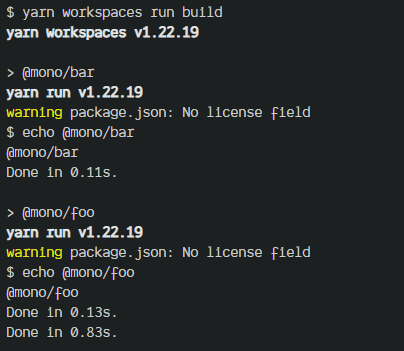 $ yarn workspaces run build
yarn workspaces v1.22.19
> @mono/bar
yarn run v1.22.19
warning package.json: No license field
$ echo @mono/bar
@mono/bar
Done in 0.11s.
> @mono/foo
yarn run v1.22.19
warning package.json: No license field
$ echo @mono/foo
@mono/foo
Done in 0.13s.
Done in 0.83s.